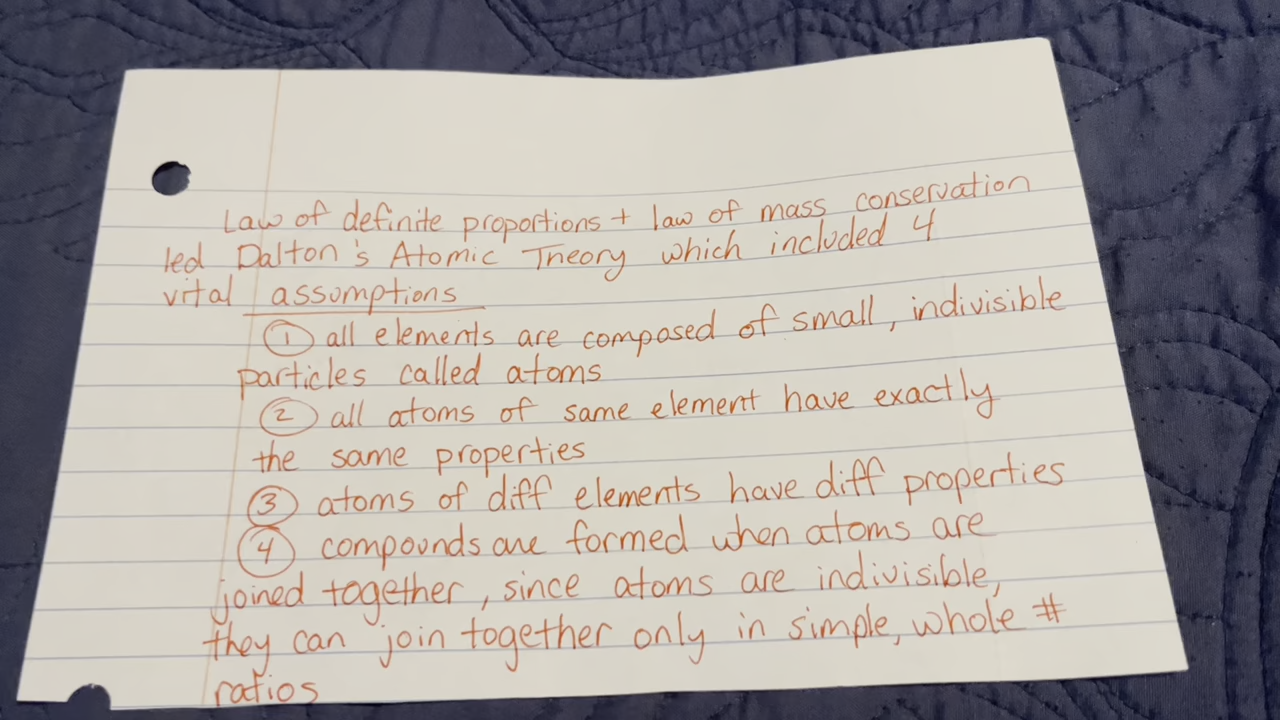 Law of definite proportions + law of mass conservation
led Dalton's Atomic Theory which included 4
vital assumptions
① all elements are composed of small, indivisible
particles called atoms
② all atoms of same element have exactly
the same properties
③ atoms of diff elements have diff properties
④ compounds are formed when atoms are
joined together, since atoms are indivisible,
they can join together only in simple, whole #
ratios